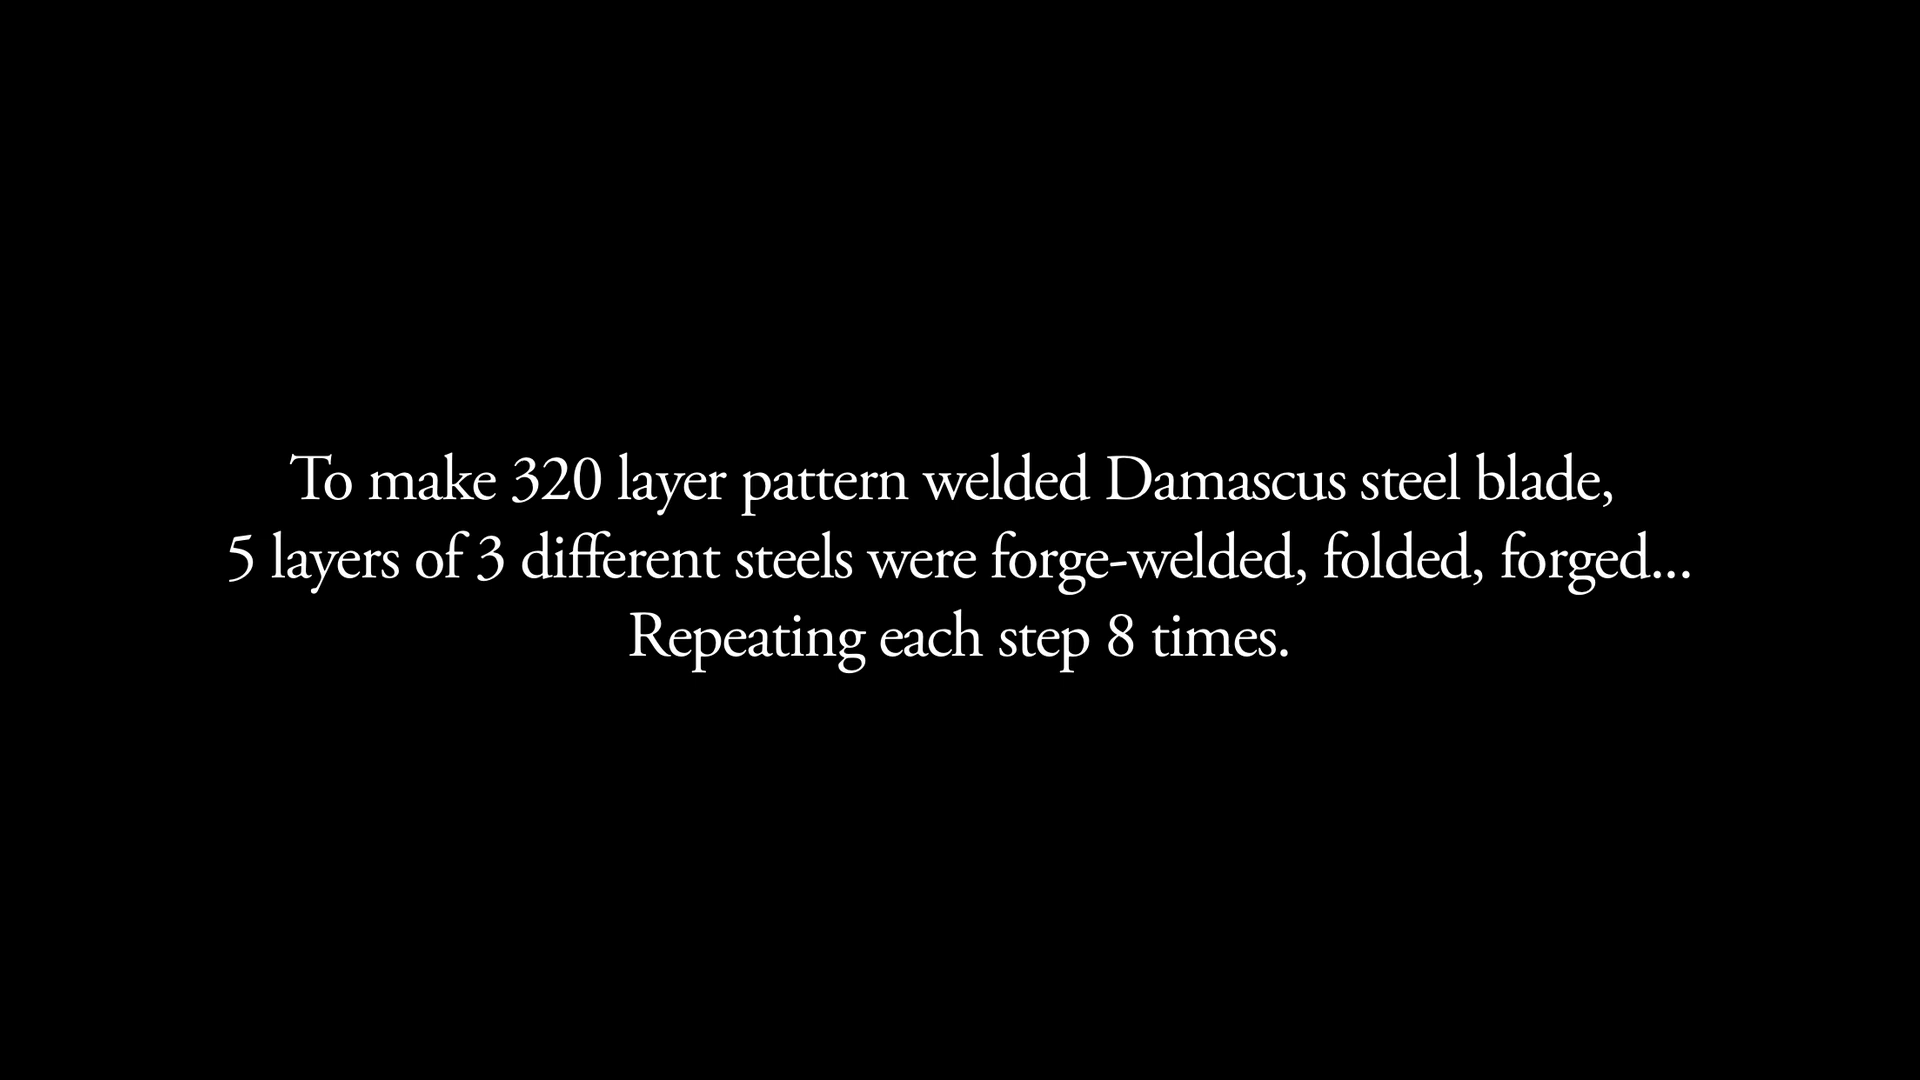 To make 320 layer pattern welded Damascus steel blade,
5 layers of 3 different steels were forge-welded, folded, forged...
Repeating each step 8 times.